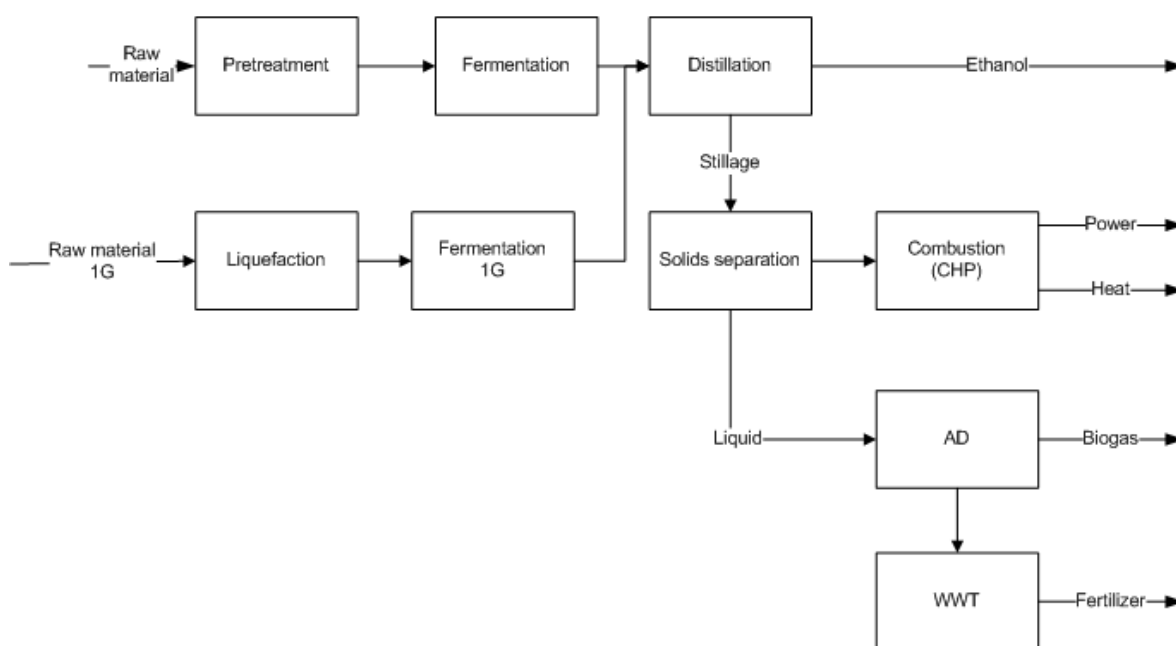 Raw
material
Pretreatment
Fermentation
Distillation
Ethanol
Stillage
Raw material
1G
Liquefaction
Fermentation
1G
Solids separation
Combustion
(CHP)
Power
Heat
Liquid
AD
Biogas
WWT
Fertilizer